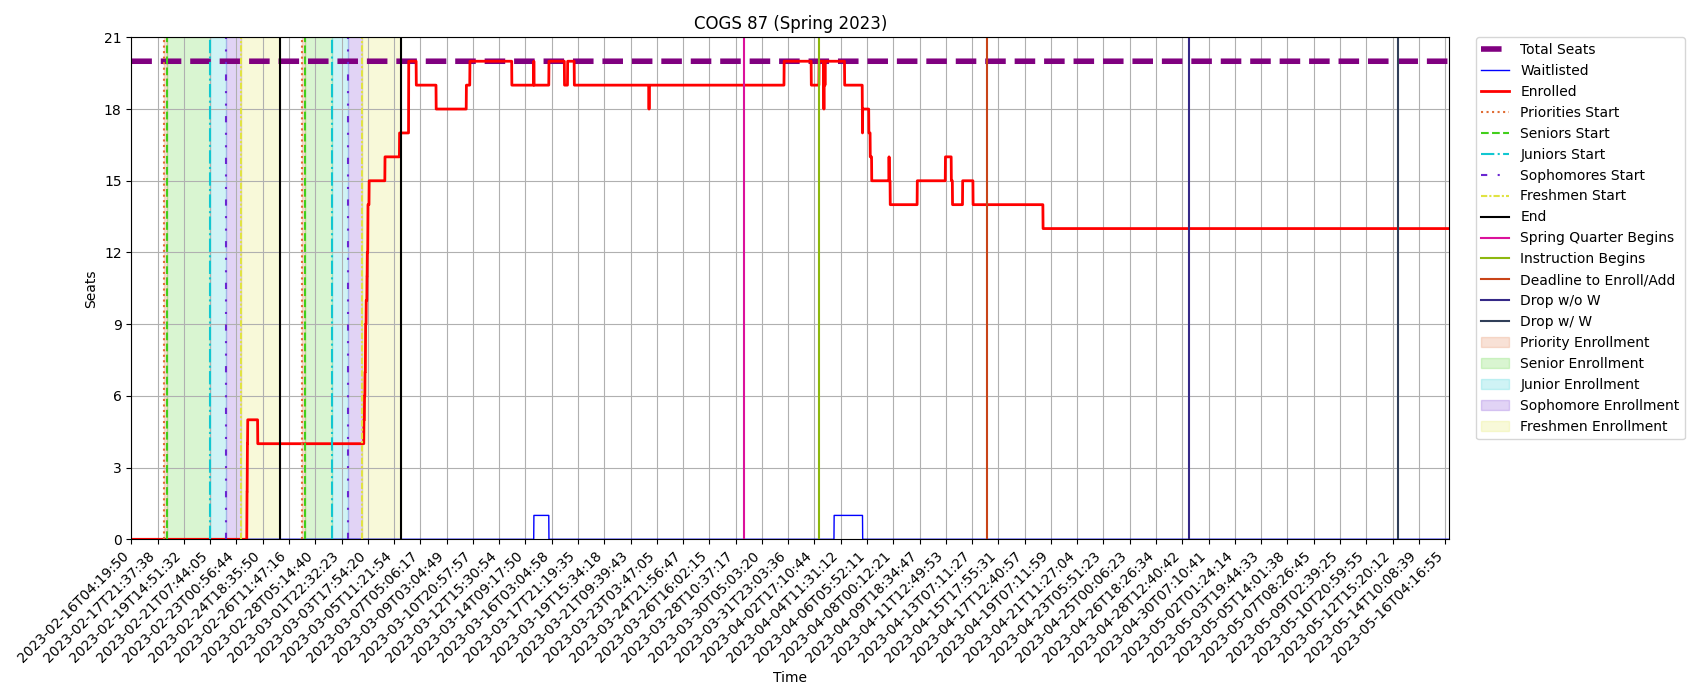 COGS 87 (Spring 2023)
21
18
15
12
9
6
3
0
Seats
2023-02-16T04:19:50
2023-02-17T21:37:38
2023-02-19T14:51:32
2023-02-21T07:44:05
2023-02-23T00:56:44
2023-02-24T18:35:50
2023-02-26T11:47:16
2023-02-28T05:14:40
2023-03-01T22:32:23
2023-03-03T17:54:20
2023-03-05T11:21:54
2023-03-07T05:06:17
2023-03-09T03:04:49
2023-03-10T20:57:57
2023-03-12T15:30:54
2023-03-14T09:17:50
2023-03-16T03:04:58
2023-03-17T21:19:35
2023-03-19T15:34:18
2023-03-21T09:39:43
2023-03-23T03:47:05
2023-03-24T21:56:47
2023-03-26T16:02:15
2023-03-28T10:37:17
2023-03-30T05:03:20
2023-03-31T23:03:36
2023-04-02T17:10:44
2023-04-04T11:31:12
2023-04-06T05:52:11
2023-04-08T00:12:21
2023-04-09T18:34:47
2023-04-11T12:49:53
2023-04-13T07:11:27
2023-04-15T17:55:31
2023-04-17T12:40:57
2023-04-19T07:11:59
2023-04-21T11:27:04
2023-04-23T05:51:23
2023-04-25T00:06:23
2023-04-26T18:26:34
2023-04-28T12:40:42
2023-04-30T07:10:41
2023-05-02T01:24:14
2023-05-03T19:44:33
2023-05-05T14:01:38
2023-05-07T08:26:45
2023-05-09T02:39:25
2023-05-10T20:59:55
2023-05-12T15:20:12
2023-05-14T10:08:39
2023-05-16T04:16:55
Time
Total Seats
Waitlisted
Enrolled
Priorities Start
Seniors Start
Juniors Start
Sophomores Start
Freshmen Start
End
Spring Quarter Begins
Instruction Begins
Deadline to Enroll/Add
Drop w/o W
Drop w/ W
Priority Enrollment
Senior Enrollment
Junior Enrollment
Sophomore Enrollment
Freshmen Enrollment